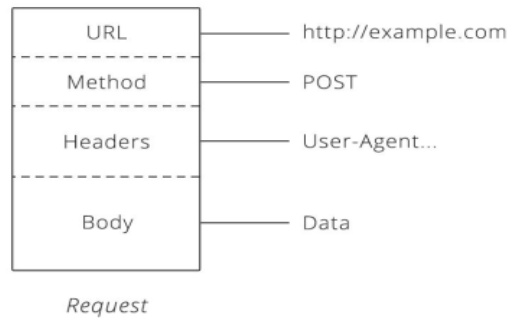 URL http://example.com
Method POST
Headers User-Agent...
Body Data
Request